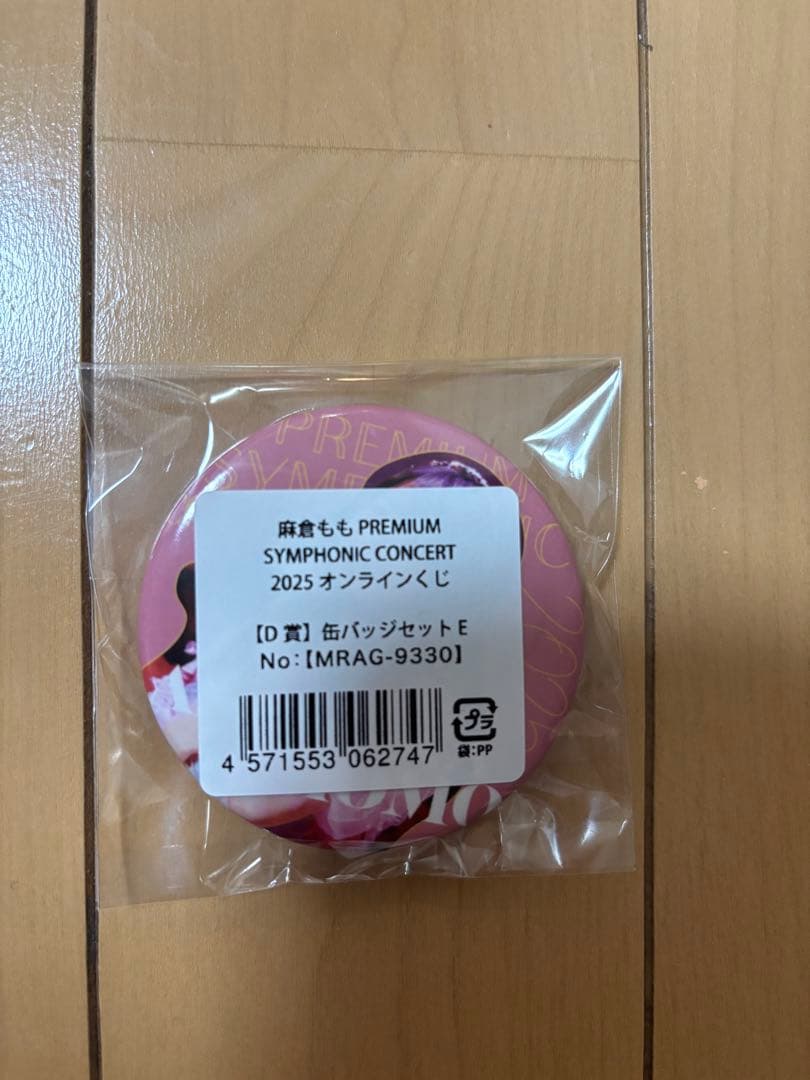 PREMIUM
麻倉もも PREMIUM
SYMPHONIC CONCERT
2025 オンラインくじ
【D 賞】缶バッジセット E
No:【MRAG-9330】
4 571553 062747
プラ
袋:PP